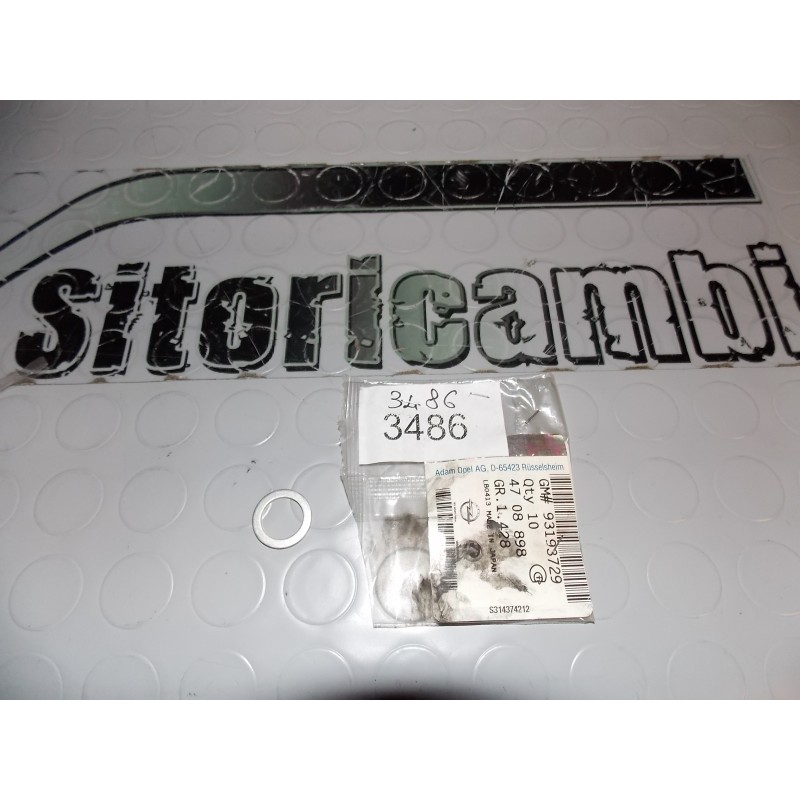 sitoricambi
3486 -
3486
Adam Opel AG. D-65423 Rüsselsheim
GM# 93193729
Qty 10
47 08 898
GR.1.428
LB0413 MADE IN JAPAN
S314374212